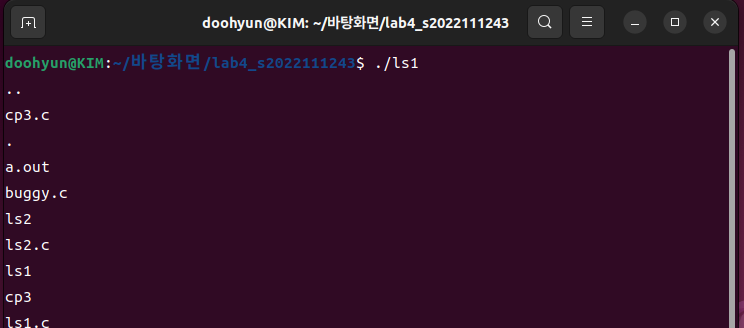 doohyun@KIM: ~/바탕화면/lab4_s2022111243
doohyun@KIM:~/바탕화면/lab4_s2022111243$ ./ls1
..
cp3.c
.
a.out
buggy.c
ls2
ls2.c
ls1
cp3
ls1.c